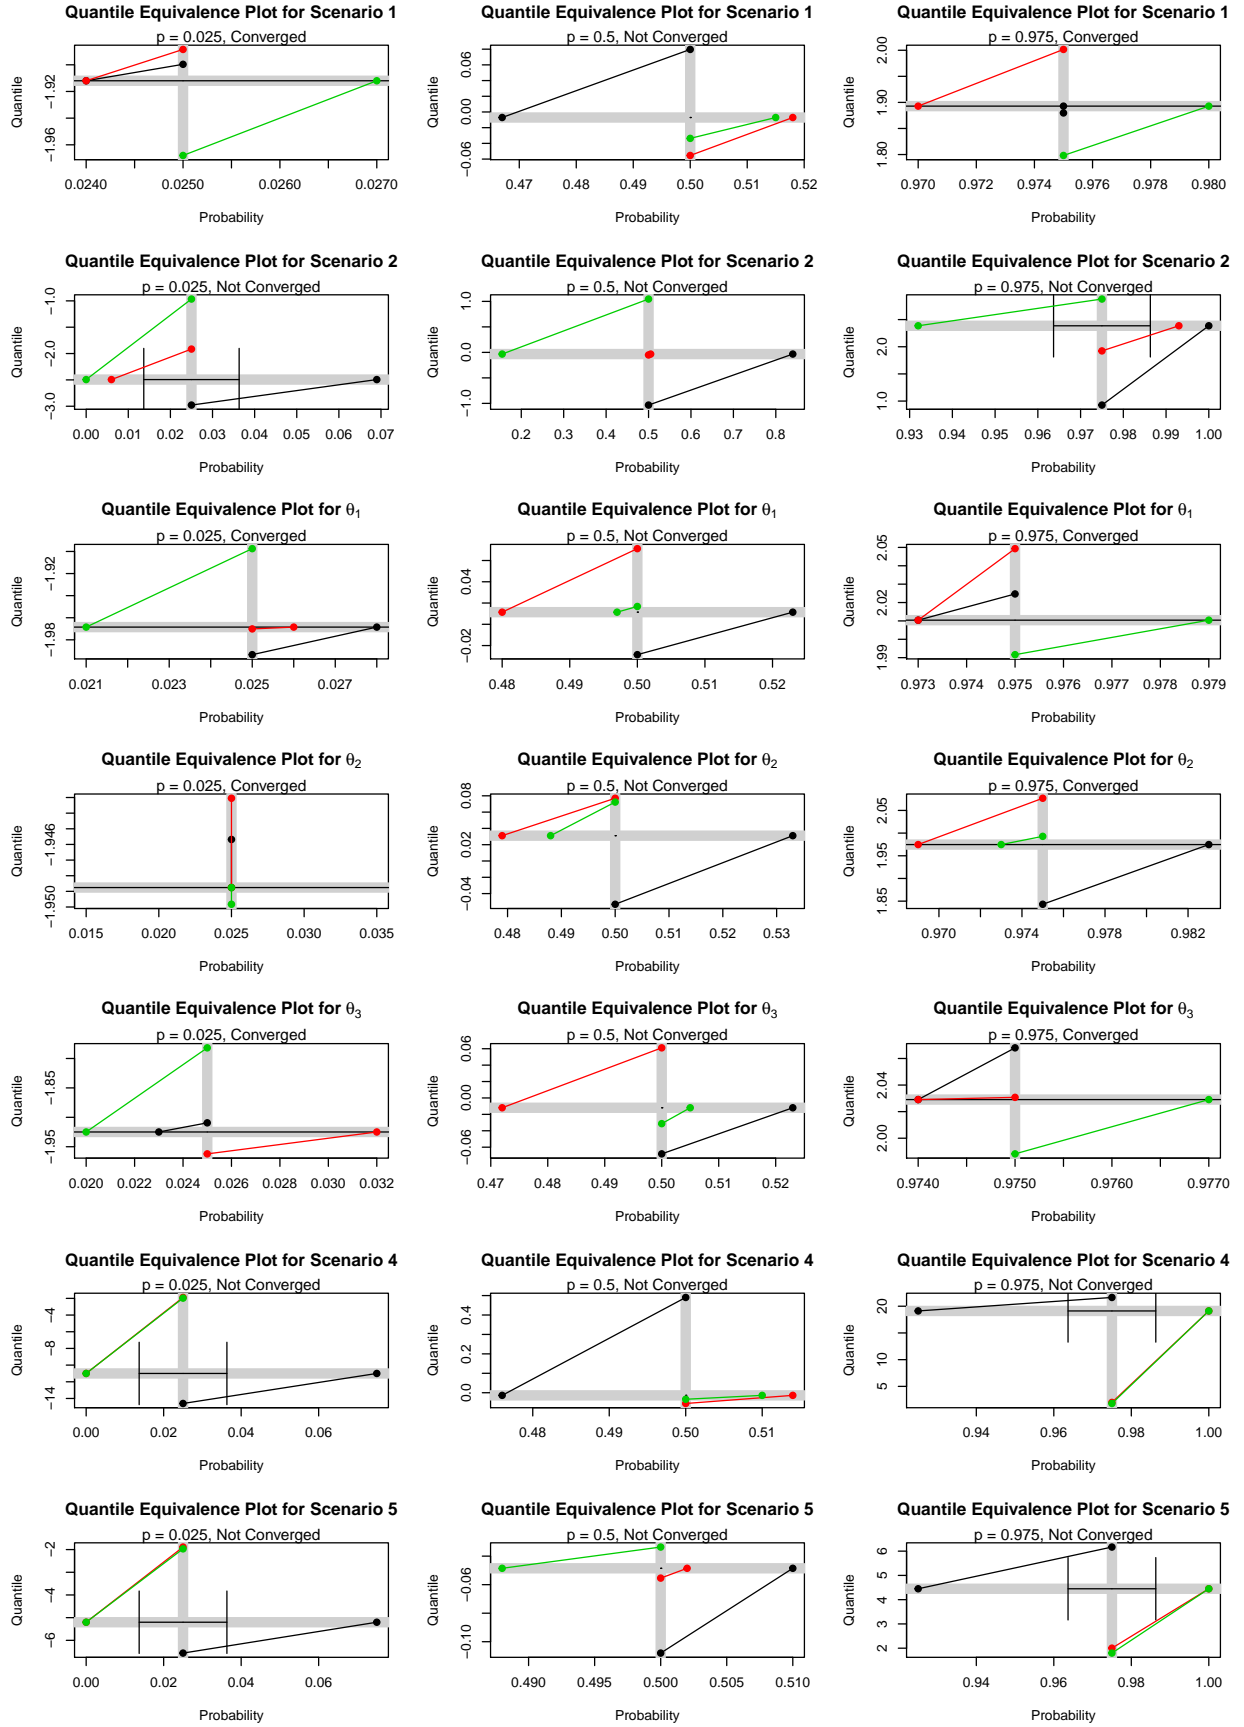 Quantile Equivalence Plot for Scenario 1
p = 0.025, Converged
Quantile
−1.92
−1.96
0.0240 0.0250 0.0260 0.0270
Probability
Quantile Equivalence Plot for Scenario 1
p = 0.5, Not Converged
Quantile
0.06
0.00
−0.06
0.47 0.48 0.49 0.50 0.51 0.52
Probability
Quantile Equivalence Plot for Scenario 1
p = 0.975, Converged
Quantile
2.00
1.90
1.80
0.970 0.972 0.974 0.976 0.978 0.980
Probability
Quantile Equivalence Plot for Scenario 2
p = 0.025, Not Converged
Quantile
−1.0
−2.0
−3.0
0.00 0.01 0.02 0.03 0.04 0.05 0.06 0.07
Probability
Quantile Equivalence Plot for Scenario 2
p = 0.5, Not Converged
Quantile
1.0
0.0
−1.0
0.2 0.3 0.4 0.5 0.6 0.7 0.8
Probability
Quantile Equivalence Plot for Scenario 2
p = 0.975, Not Converged
Quantile
2.0
1.0
0.93 0.94 0.95 0.96 0.97 0.98 0.99 1.00
Probability
Quantile Equivalence Plot for θ1
p = 0.025, Converged
Quantile
−1.92
−1.98
0.021 0.023 0.025 0.027
Probability
Quantile Equivalence Plot for θ1
p = 0.5, Not Converged
Quantile
0.04
−0.02
0.48 0.49 0.50 0.51 0.52
Probability
Quantile Equivalence Plot for θ1
p = 0.975, Converged
Quantile
2.05
2.02
1.99
0.973 0.974 0.975 0.976 0.977 0.978 0.979
Probability
Quantile Equivalence Plot for θ2
p = 0.025, Converged
Quantile
−1.946
−1.950
0.015 0.020 0.025 0.030 0.035
Probability
Quantile Equivalence Plot for θ2
p = 0.5, Not Converged
Quantile
0.08
0.02
−0.04
0.48 0.49 0.50 0.51 0.52 0.53
Probability
Quantile Equivalence Plot for θ2
p = 0.975, Converged
Quantile
2.05
1.95
1.85
0.970 0.974 0.978 0.982
Probability
Quantile Equivalence Plot for θ3
p = 0.025, Converged
Quantile
−1.85
−1.95
0.020 0.022 0.024 0.026 0.028 0.030 0.032
Probability
Quantile Equivalence Plot for θ3
p = 0.5, Not Converged
Quantile
0.06
0.00
−0.06
0.47 0.48 0.49 0.50 0.51 0.52
Probability
Quantile Equivalence Plot for θ3
p = 0.975, Converged
Quantile
2.04
2.00
0.9740 0.9750 0.9760 0.9770
Probability
Quantile Equivalence Plot for Scenario 4
p = 0.025, Not Converged
Quantile
−4
−8
−14
0.00 0.02 0.04 0.06
Probability
Quantile Equivalence Plot for Scenario 4
p = 0.5, Not Converged
Quantile
0.4
0.2
0.0
0.48 0.49 0.50 0.51
Probability
Quantile Equivalence Plot for Scenario 4
p = 0.975, Not Converged
Quantile
20
10
5
0.94 0.96 0.98 1.00
Probability
Quantile Equivalence Plot for Scenario 5
p = 0.025, Not Converged
Quantile
−2
−4
−6
0.00 0.02 0.04 0.06
Probability
Quantile Equivalence Plot for Scenario 5
p = 0.5, Not Converged
Quantile
−0.06
−0.10
0.490 0.495 0.500 0.505 0.510
Probability
Quantile Equivalence Plot for Scenario 5
p = 0.975, Not Converged
Quantile
6
5
4
3
2
0.94 0.96 0.98 1.00
Probability